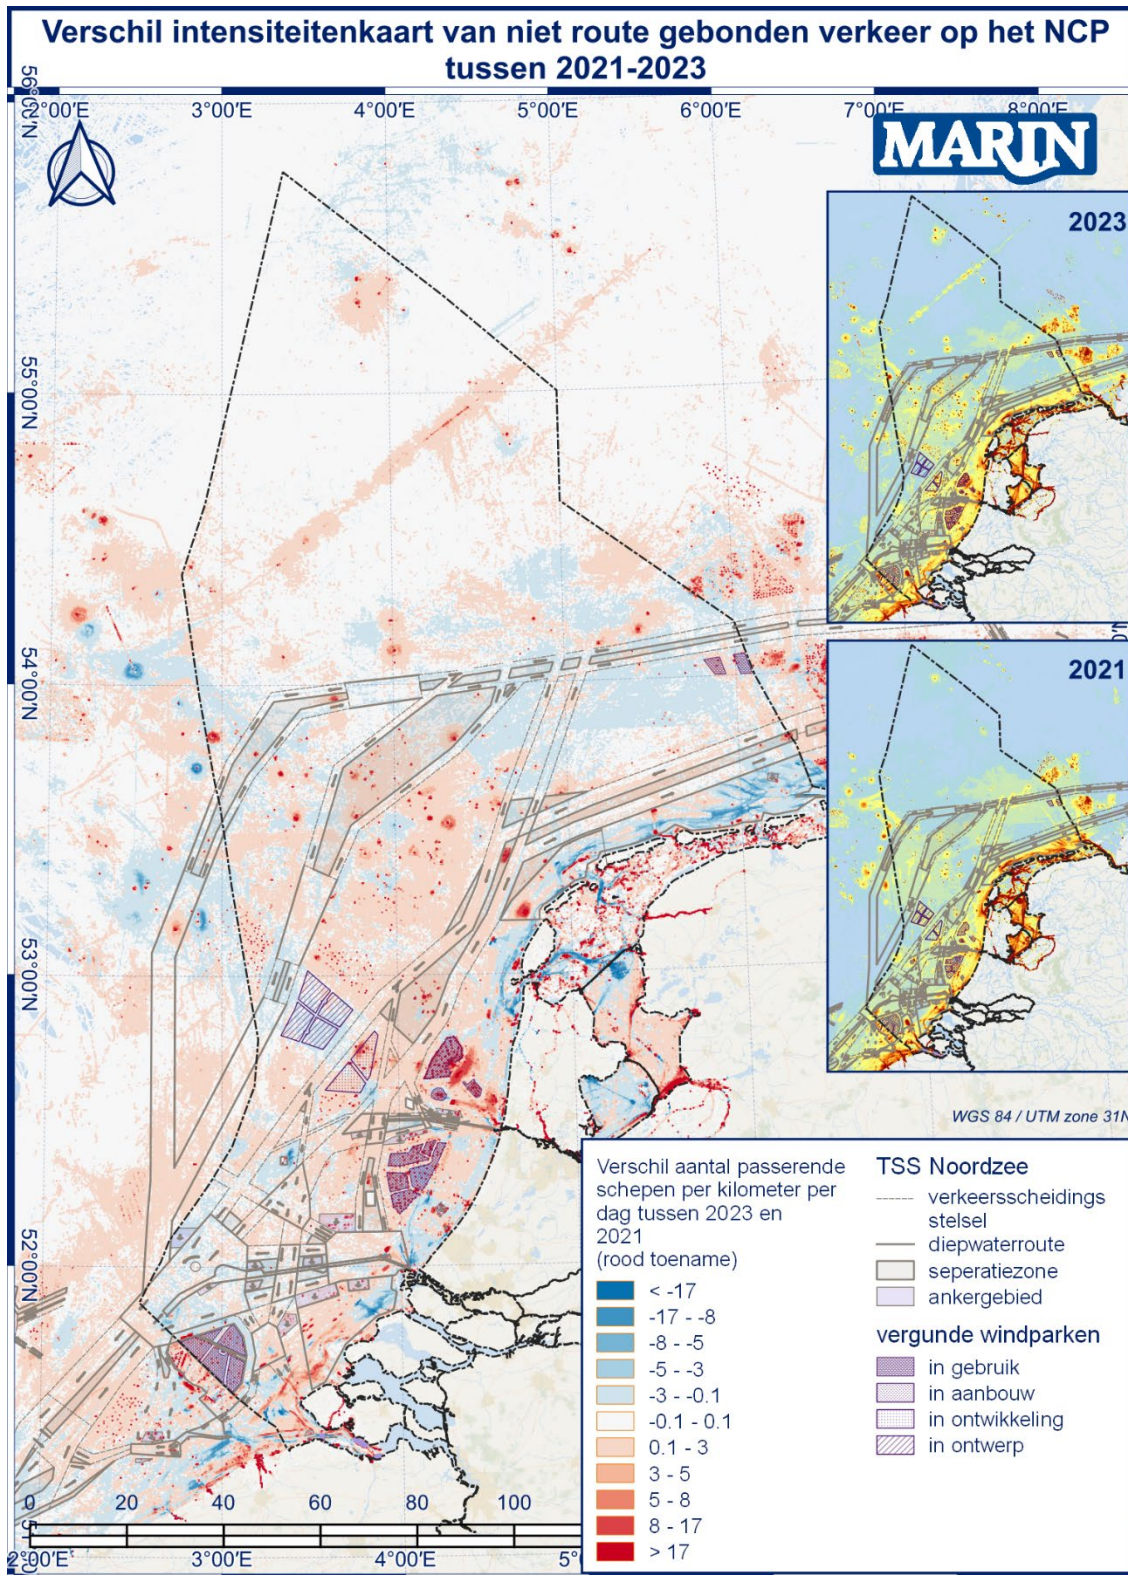 Verschil intensiteitenkaart van niet route gebonden verkeer op het NCP
tussen 2021-2023
2°00'E 3°00'E 4°00'E 5°00'E 6°00'E 7°00'E 8°00'E
56°00'N
MARIN
2023
55°00'N
54°00'N
2021
53°00'N
WGS 84 / UTM zone 31N
52°00'N
Verschil aantal passerende
schepen per kilometer per
dag tussen 2023 en
2021
(rood toename)
< -17
-17 - -8
-8 - -5
-5 - -3
-3 - -0.1
-0.1 - 0.1
0.1 - 3
3 - 5
5 - 8
8 - 17
> 17
TSS Noordzee
verkeersscheidings
stelsel
diepwaterroute
seperatiezone
ankergebied
vergunde windparken
in gebruik
in aanbouw
in ontwikkeling
in ontwerp
0 20 40 60 80 100
2°00'E 3°00'E 4°00'E